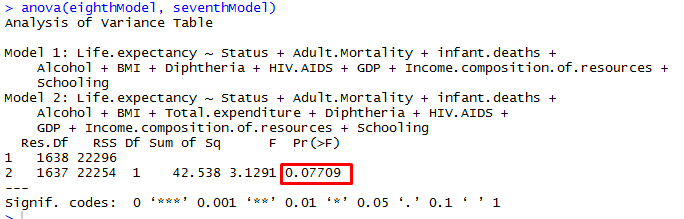 > anova(eighthModel, seventhModel)
Analysis of Variance Table
Model 1: Life.expectancy ~ Status + Adult.Mortality + infant.deaths +
Alcohol + BMI + Diphtheria + HIV.AIDS + GDP + Income.composition.of.resources +
Schooling
Model 2: Life.expectancy ~ Status + Adult.Mortality + infant.deaths +
Alcohol + BMI + Total.expenditure + Diphtheria + HIV.AIDS +
GDP + Income.composition.of.resources + Schooling
Res.Df RSS Df Sum of Sq F Pr(>F)
1 1638 22296
2 1637 22254 1 42.538 3.1291 0.07709
---
Signif. codes: 0 ‘***’ 0.001 ‘**’ 0.01 ‘*’ 0.05 ‘.’ 0.1 ‘ ’ 1
>